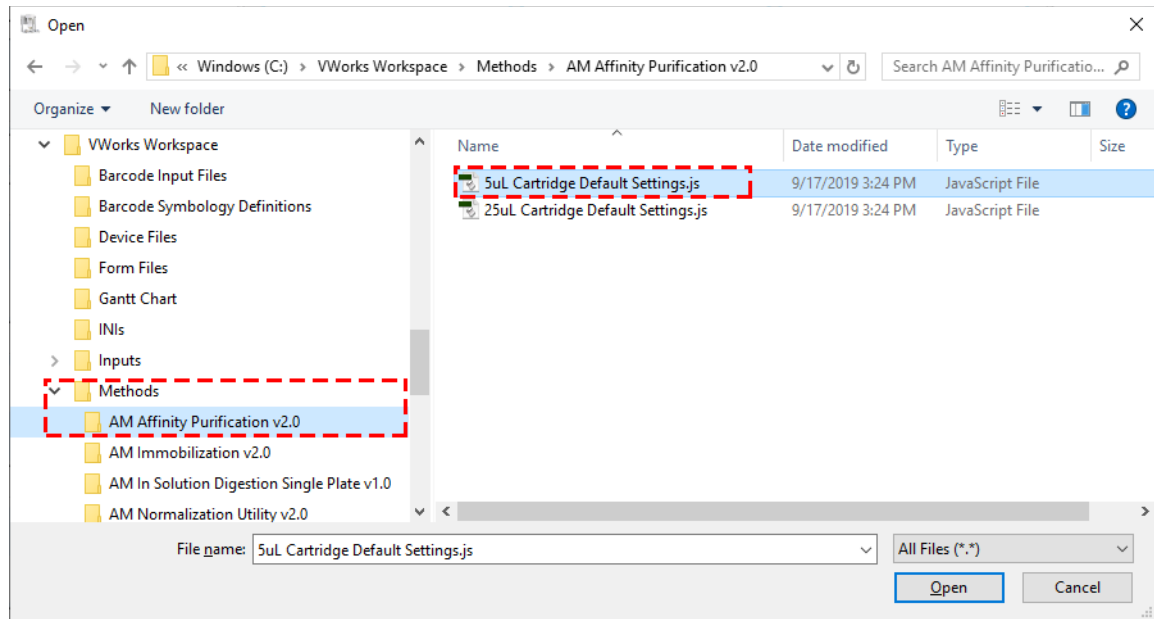 Open
« Windows (C:) > VWorks Workspace > Methods > AM Affinity Purification v2.0
Search AM Affinity Purificatio...
Organize
New folder
VWorks Workspace
Barcode Input Files
Barcode Symbology Definitions
Device Files
Form Files
Gantt Chart
INIs
Inputs
Methods
AM Affinity Purification v2.0
AM Immobilization v2.0
AM In Solution Digestion Single Plate v1.0
AM Normalization Utility v2.0
Name Date modified Type Size
5uL Cartridge Default Settings.js 9/17/2019 3:24 PM JavaScript File
25uL Cartridge Default Settings.js 9/17/2019 3:24 PM JavaScript File
File name: 5uL Cartridge Default Settings.js
All Files (*.*)
Open
Cancel